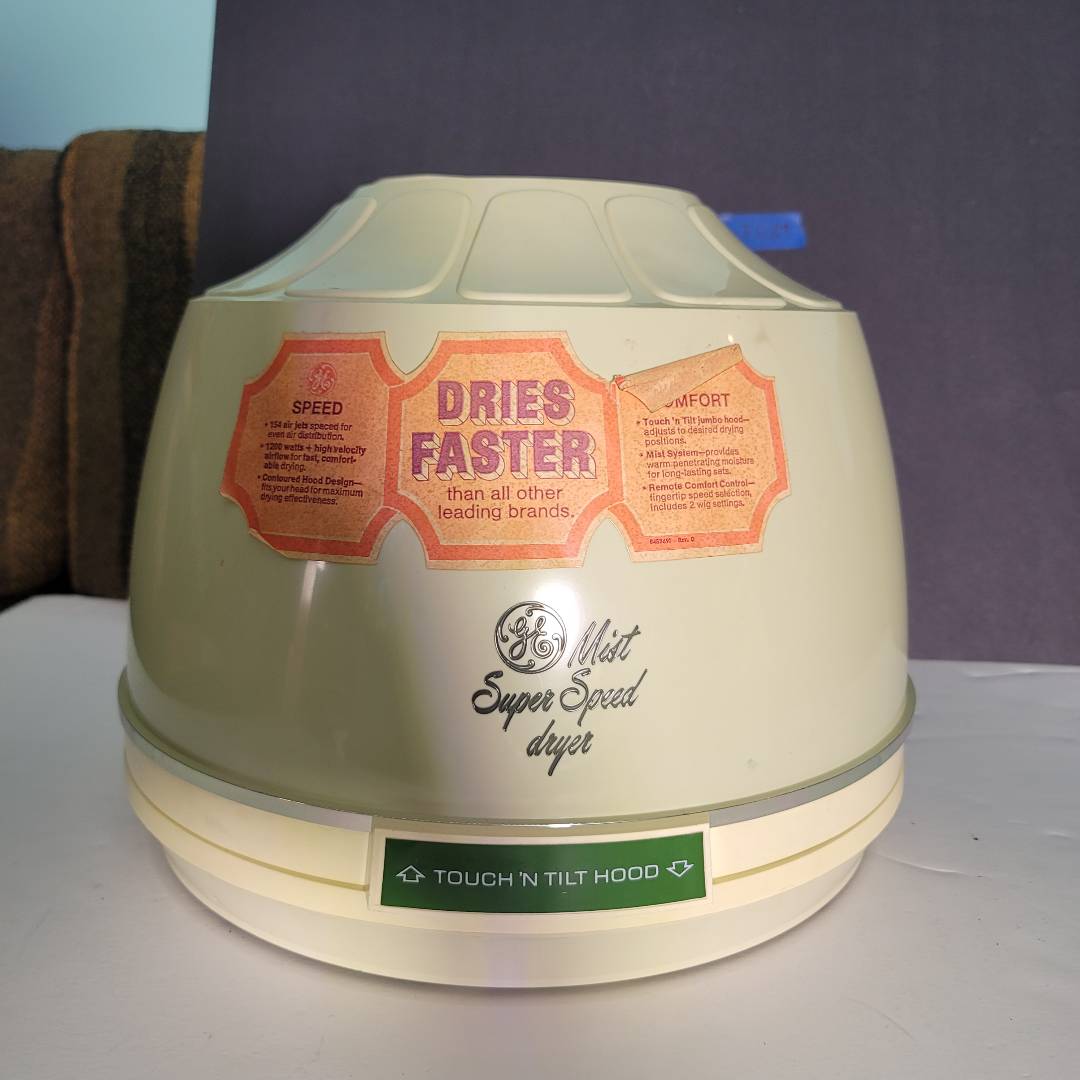 GE
SPEED
• 154 air jets spaced for
even air distribution.
• 1200 watts + high velocity
airflow for fast, comfort-
able drying.
• Contoured Hood Design—
fits your head for maximum
drying effectiveness.
DRIES
FASTER
than all other
leading brands.
OMFORT
• Touch 'n Tilt jumbo hood—
adjusts to desired drying
positions.
• Mist System—provides
warm penetrating moisture
for long-lasting sets.
• Remote Comfort Control—
fingertip speed selection,
includes 2 wig settings.
GE Mist
Super Speed
dryer
TOUCH 'N TILT HOOD